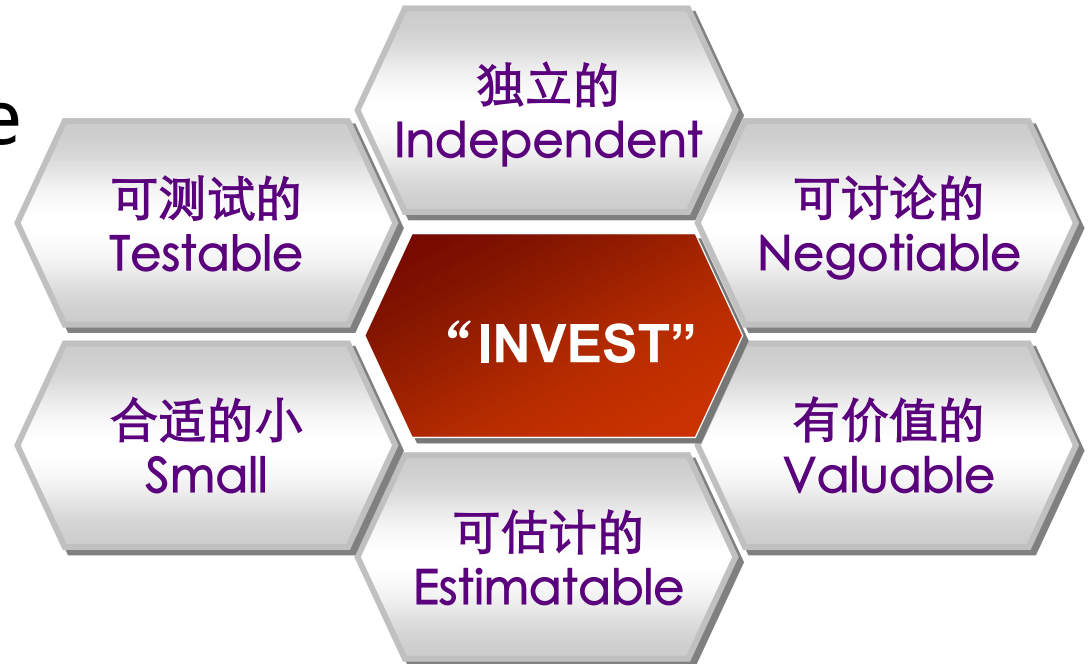 e
独立的
Independent
可测试的
Testable
可讨论的
Negotiable
“INVEST”
合适的小
Small
有价值的
Valuable
可估计的
Estimatable